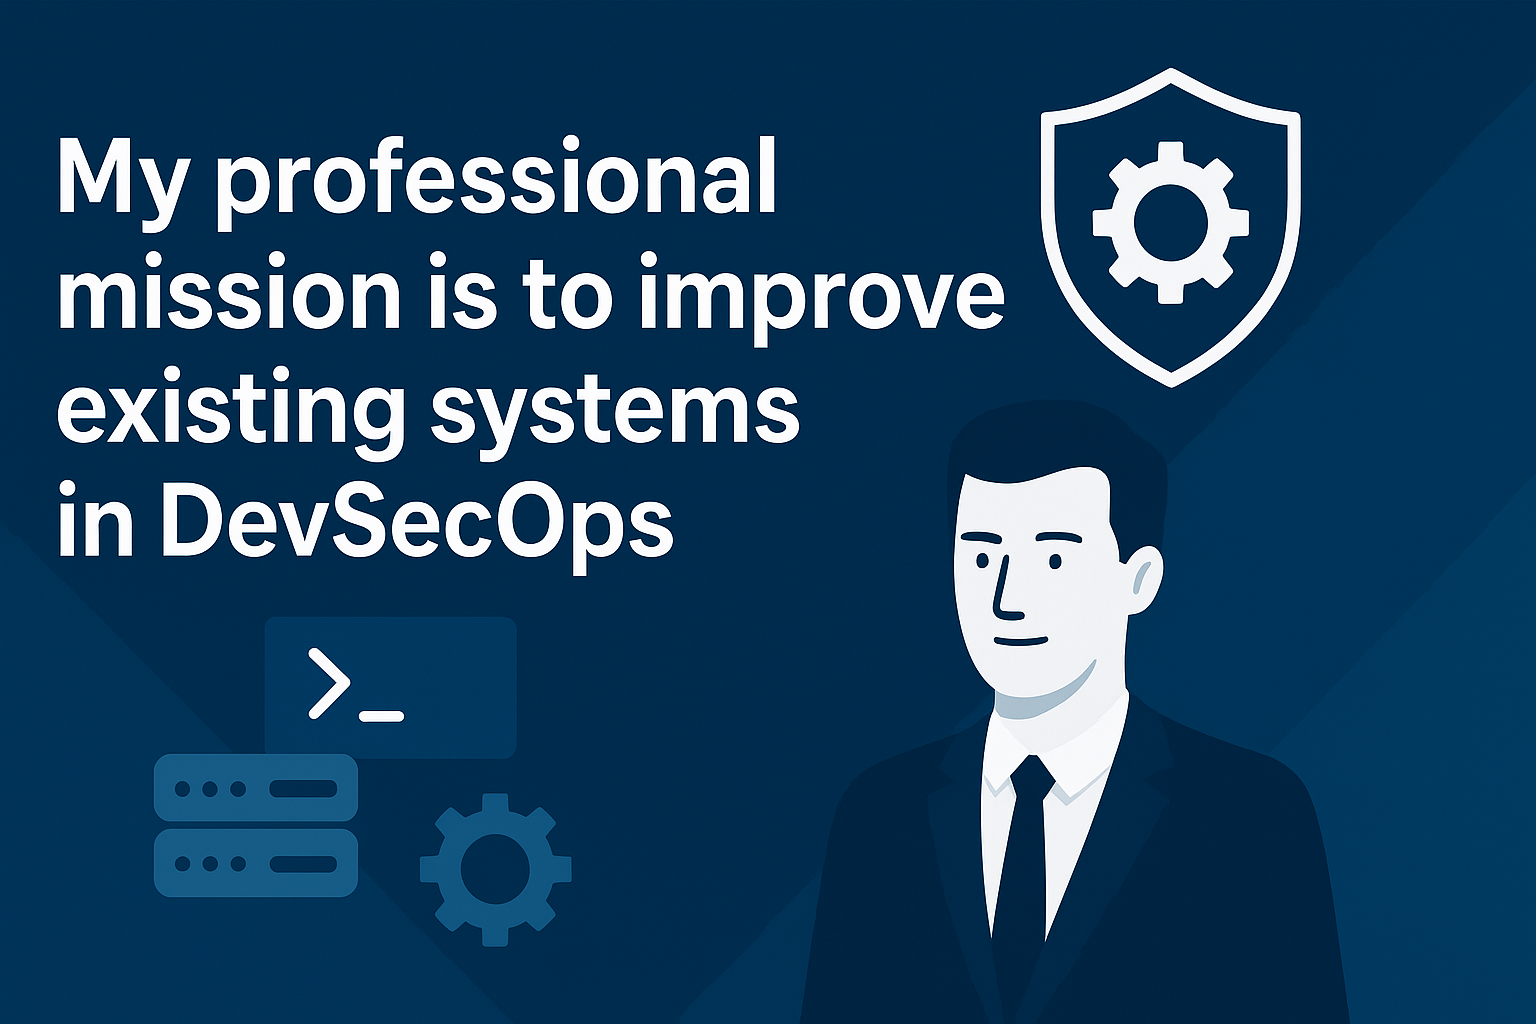 My professional
mission is to improve
existing systems
in DevSecOps
>_